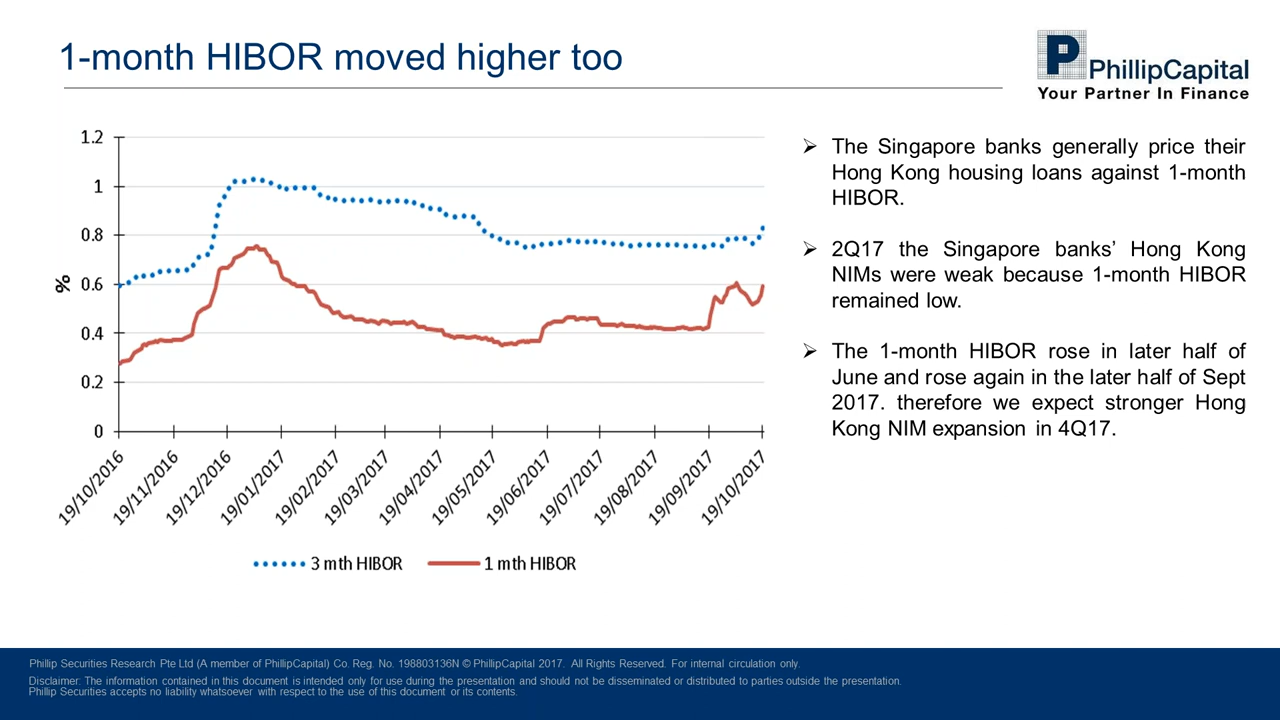 1-month HIBOR moved higher too
P
PhillipCapital
Your Partner In Finance
1.2
1
0.8
0.6
0.4
0.2
0
%
19/10/2016
19/11/2016
19/12/2016
19/01/2017
19/02/2017
19/03/2017
19/04/2017
19/05/2017
19/06/2017
19/07/2017
19/08/2017
19/09/2017
19/10/2017
3 mth HIBOR
1 mth HIBOR
➢ The Singapore banks generally price their
Hong Kong housing loans against 1-month
HIBOR.
➢ 2Q17 the Singapore banks’ Hong Kong
NIMs were weak because 1-month HIBOR
remained low.
➢ The 1-month HIBOR rose in later half of
June and rose again in the later half of Sept
2017. therefore we expect stronger Hong
Kong NIM expansion in 4Q17.
Phillip Securities Research Pte Ltd (A member of PhillipCapital) Co. Reg. No. 198803136N © PhillipCapital 2017. All Rights Reserved. For internal circulation only.
Disclaimer: The information contained in this document is intended only for use during the presentation and should not be disseminated or distributed to parties outside the presentation.
Phillip Securities accepts no liability whatsoever with respect to the use of this document or its contents.